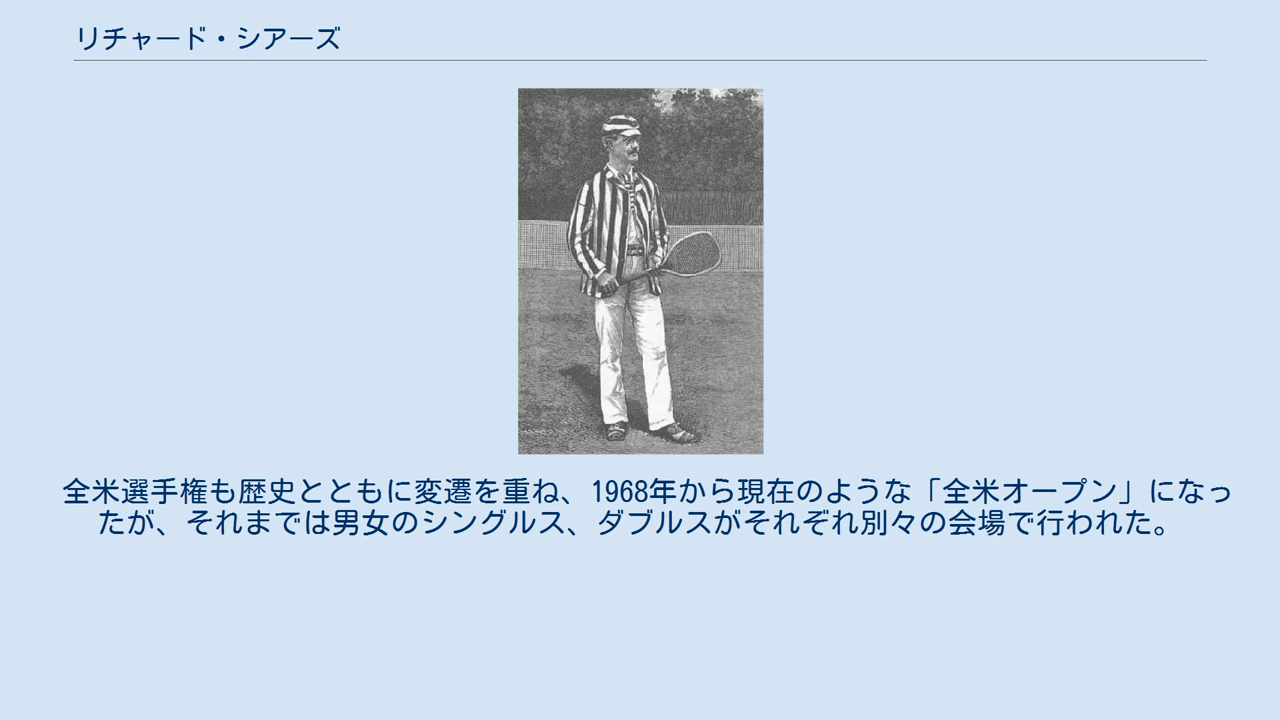 リチャード・シアーズ
全米選手権も歴史とともに変遷を重ね、1968年から現在のような「全米オープン」になっ
たが、それまでは男女のシングルス、ダブルスがそれぞれ別々の会場で行われた。